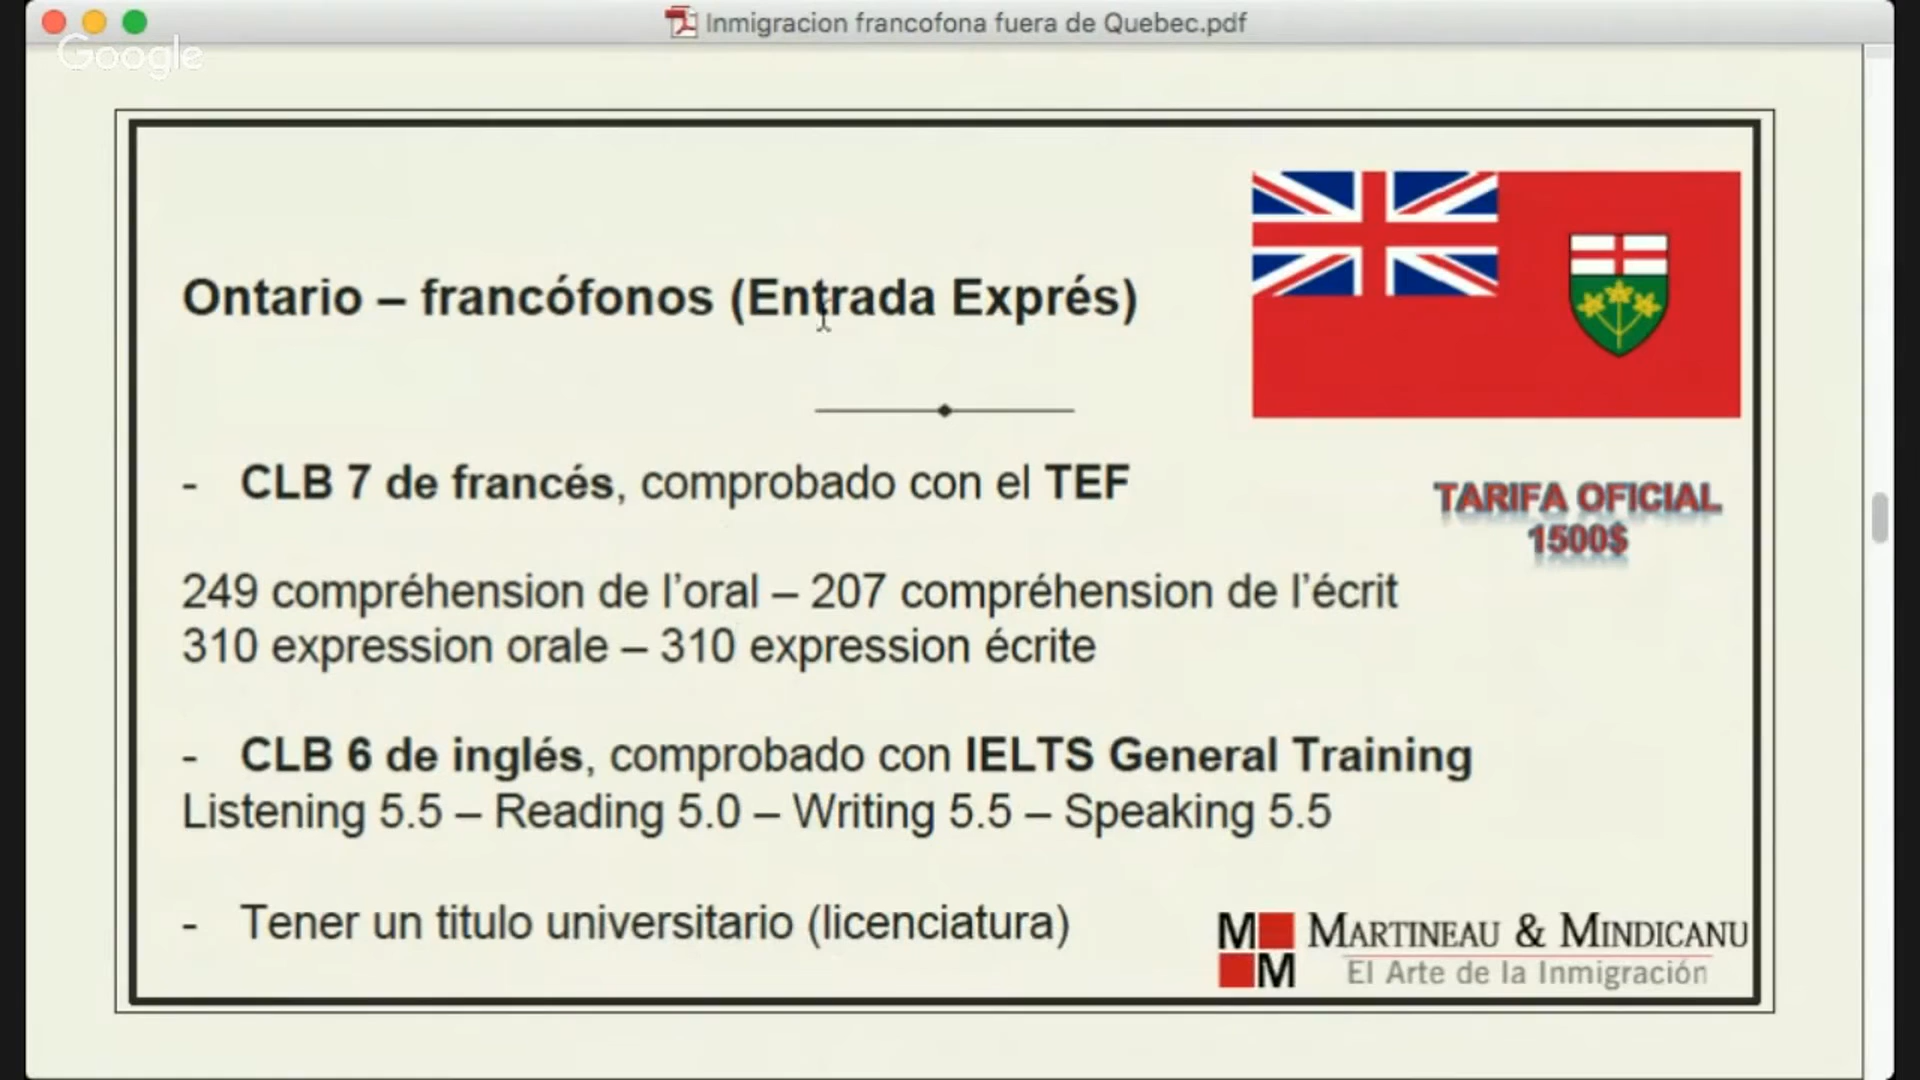 Inmigracion francofona fuera de Quebec.pdf
Google
Ontario – francófonos (Entrada Exprés)
- CLB 7 de francés, comprobado con el TEF
TARIFA OFICIAL
1500$
249 compréhension de l’oral – 207 compréhension de l’écrit
310 expression orale – 310 expression écrite
- CLB 6 de inglés, comprobado con IELTS General Training
Listening 5.5 – Reading 5.0 – Writing 5.5 – Speaking 5.5
- Tener un titulo universitario (licenciatura)
M MARTINEAU & MINDICANU
M El Arte de la Inmigración